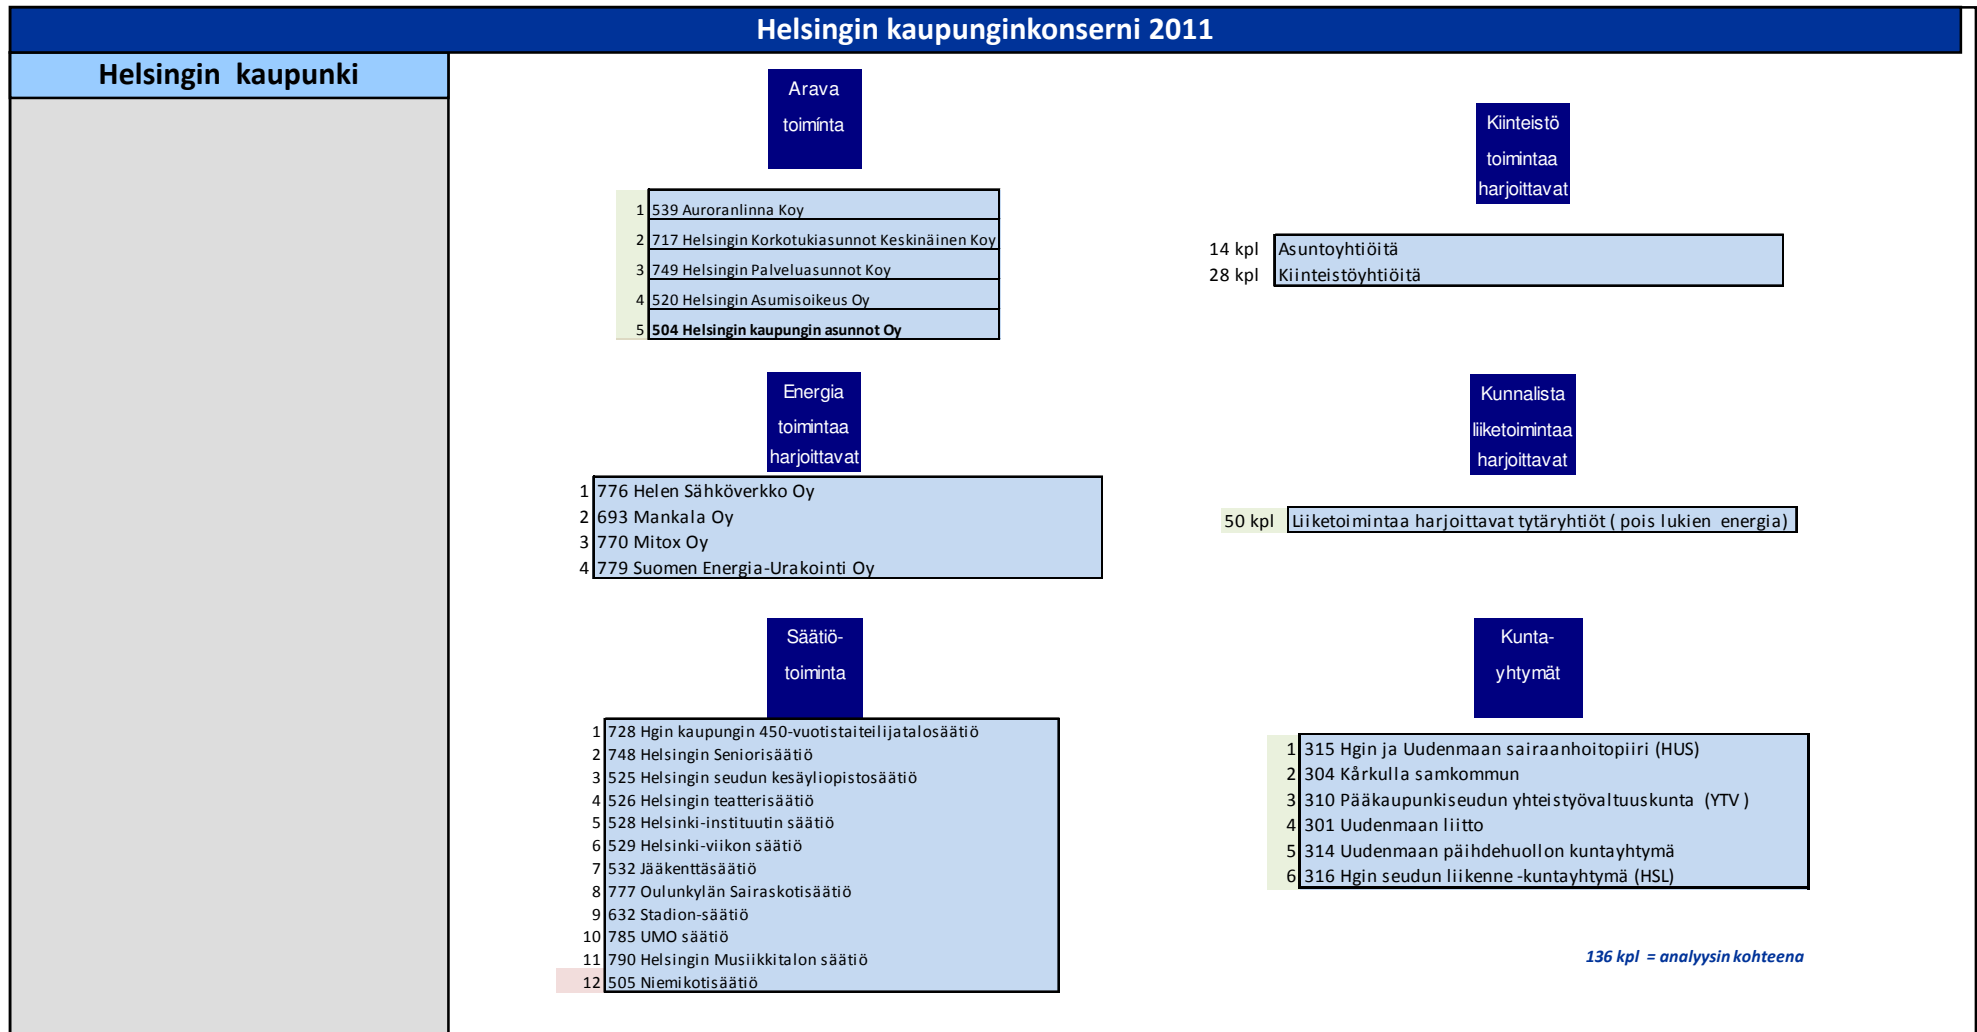 Helsingin kaupunginkonserni 2011
Helsingin kaupunki
Arava
toimínta
1 539 Auroranlinna Koy
2 717 Helsingin Korkotukiasunnot Keskinäinen Koy
3 749 Helsingin Palveluasunnot Koy
4 520 Helsingin Asumisoikeus Oy
5 504 Helsingin kaupungin asunnot Oy
Kiinteistö
toimintaa
harjoittavat
14 kpl Asuntoyhtiöitä
28 kpl Kiinteistöyhtiöitä
Energia
toimintaa
harjoittavat
1 776 Helen Sähköverkko Oy
2 693 Mankala Oy
3 770 Mitox Oy
4 779 Suomen Energia-Urakointi Oy
Kunnalista
liiketoimintaa
harjoittavat
50 kpl Liiketoimintaa harjoittavat tytäryhtiöt ( pois lukien energia)
Säätiö-
toiminta
1 728 Hgin kaupungin 450-vuotistaiteilijatalosäätiö
2 748 Helsingin Seniorisäätiö
3 525 Helsingin seudun kesäyliopistosäätiö
4 526 Helsingin teatterisäätiö
5 528 Helsinki-instituutin säätiö
6 529 Helsinki-viikon säätiö
7 532 Jääkenttäsäätiö
8 777 Oulunkylän Sairaskotisäätiö
9 632 Stadion-säätiö
10 785 UMO säätiö
11 790 Helsingin Musiikkitalon säätiö
12 505 Niemikotisäätiö
Kunta-
yhtymät
1 315 Hgin ja Uudenmaan sairaanhoitopiiri (HUS)
2 304 Kårkulla samkommun
3 310 Pääkaupunkiseudun yhteistyövaltuuskunta (YTV )
4 301 Uudenmaan liitto
5 314 Uudenmaan päihdehuollon kuntayhtymä
6 316 Hgin seudun liikenne -kuntayhtymä (HSL)
136 kpl = analyysin kohteena